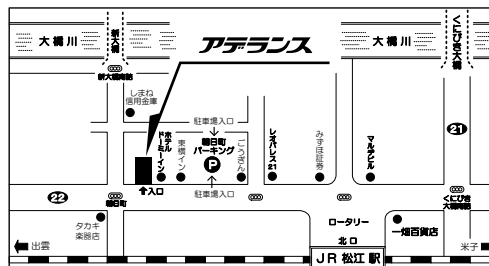 大橋川
新大橋
アデランス
大橋川
くにびき大橋
新大橋南詰
しまね
信用金庫
21
駐車場入口
ホテル
ドーミーイン
東横イン
朝日町
パーキング
P
ごうぎん
レオパレス21
みずほ証券
マルデビル
22
朝日町
入口
駐車場入口
くにびき
大橋南詰
タカキ
楽器店
ロータリー
一畑百貨店
北口
出雲
JR 松江駅
米子